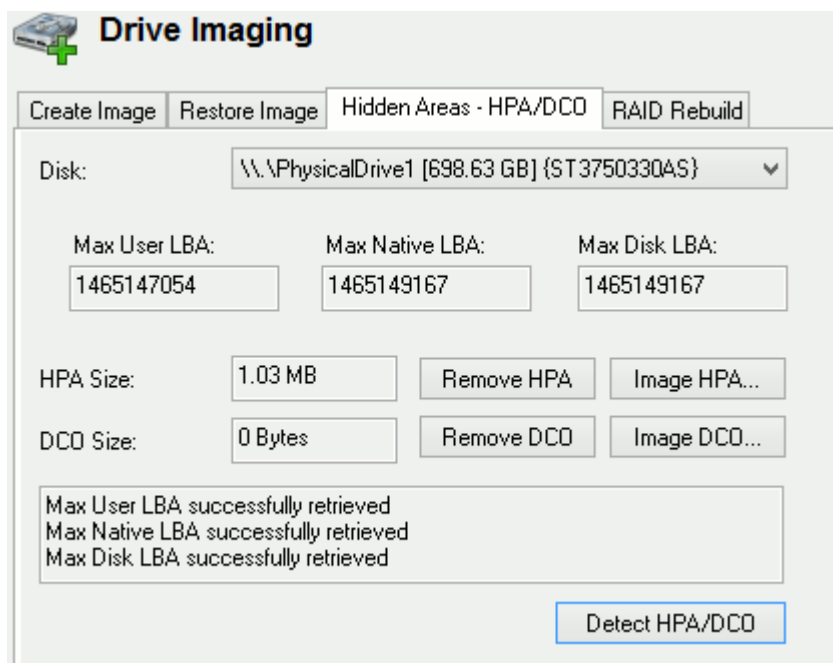 Drive Imaging
Create Image Restore Image Hidden Areas - HPA/DCO RAID Rebuild
Disk: \\.\PhysicalDrive1 [698.63 GB] {ST3750330AS}
Max User LBA: Max Native LBA: Max Disk LBA:
1465147054 1465149167 1465149167
HPA Size: 1.03 MB Remove HPA Image HPA...
DCO Size: 0 Bytes Remove DCO Image DCO...
Max User LBA successfully retrieved
Max Native LBA successfully retrieved
Max Disk LBA successfully retrieved
Detect HPA/DCO